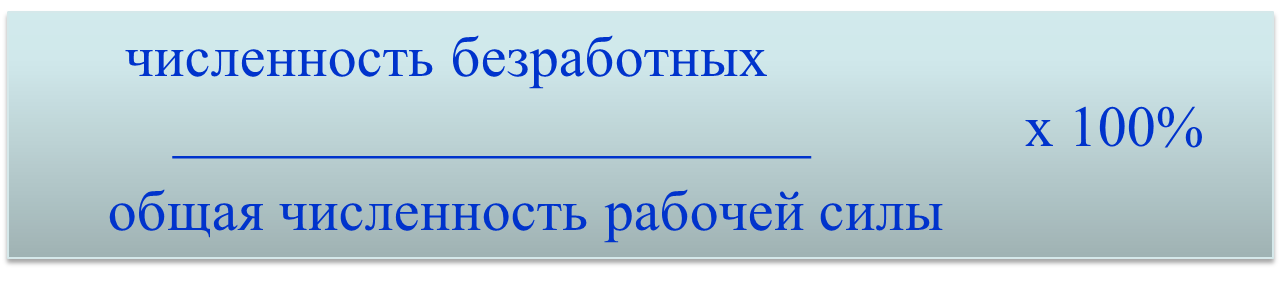 численность безработных
х 100%
общая численность рабочей силы